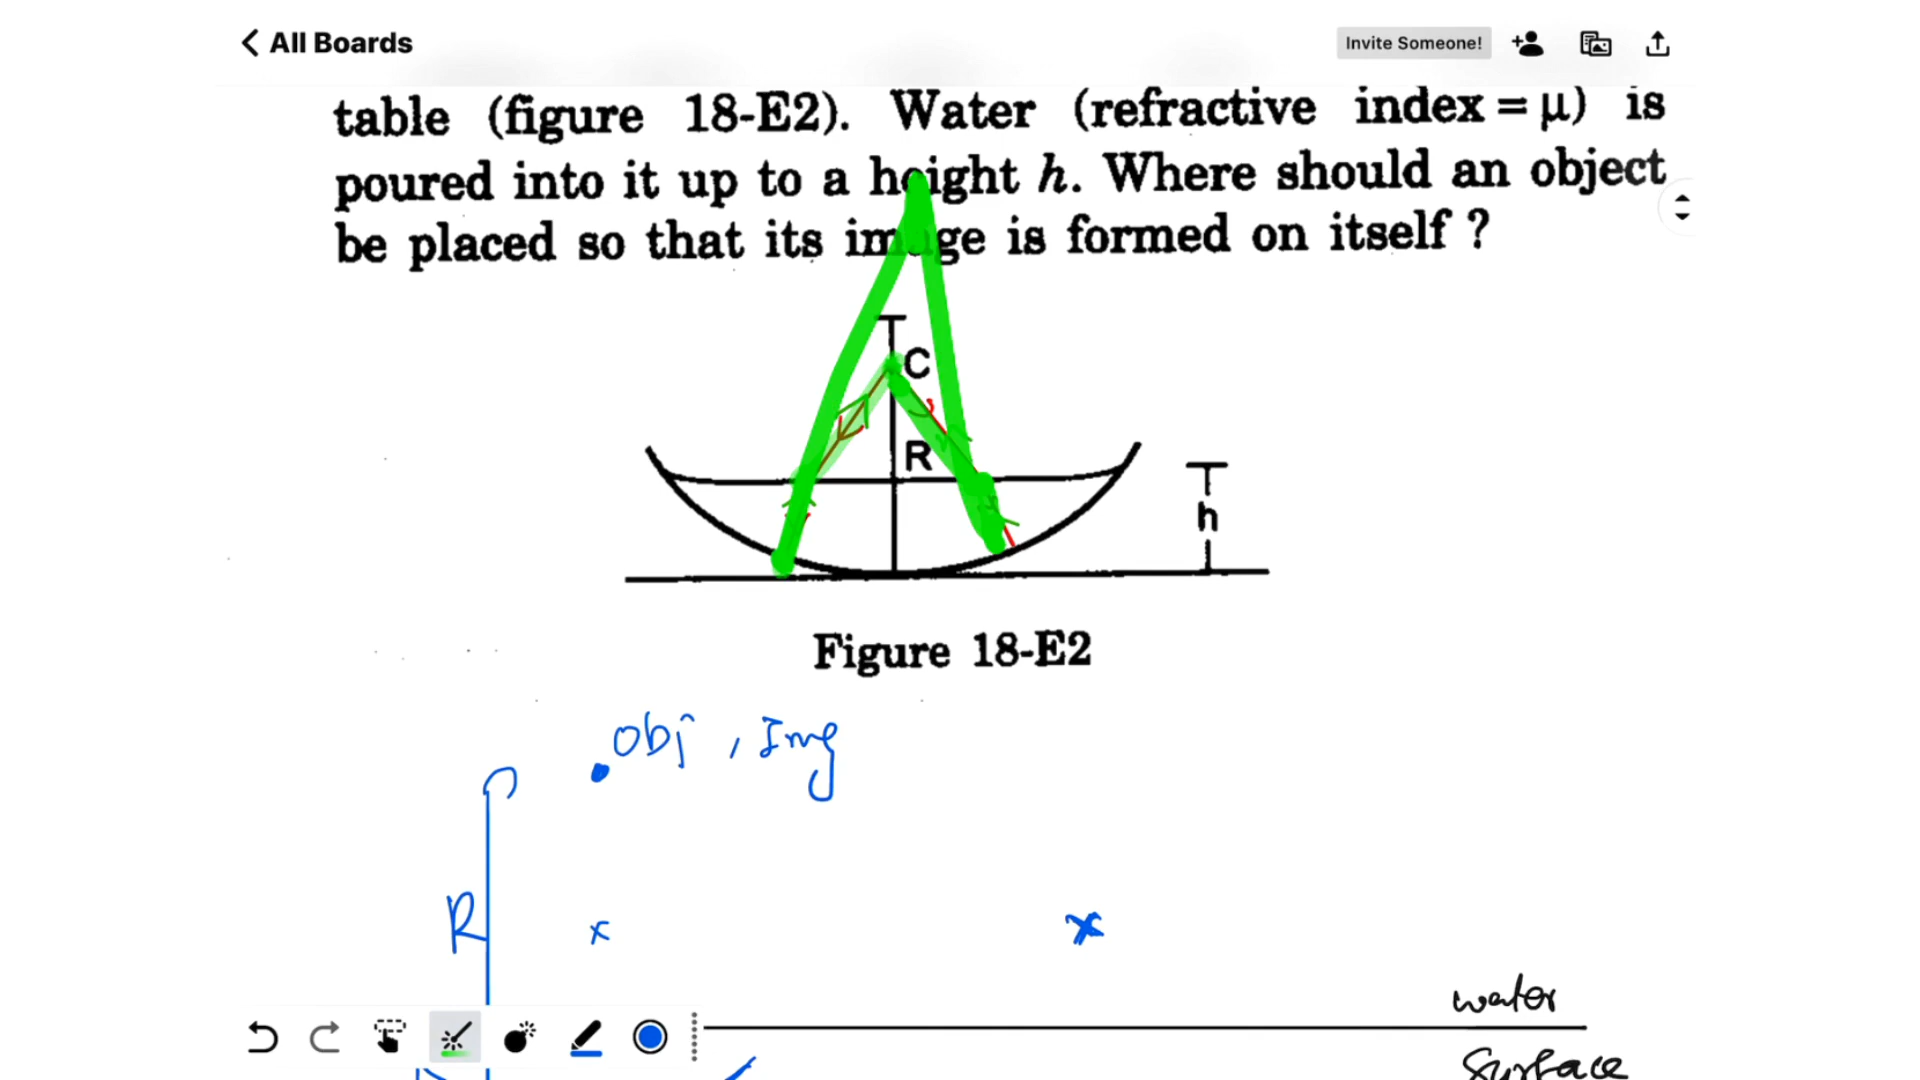 All Boards
Invite Someone!
table (figure 18-E2). Water (refractive index = μ) is
poured into it up to a height h. Where should an object
be placed so that its image is formed on itself ?
C
R
h
Figure 18-E2
Obj , Img
R
x
x
water
Surface